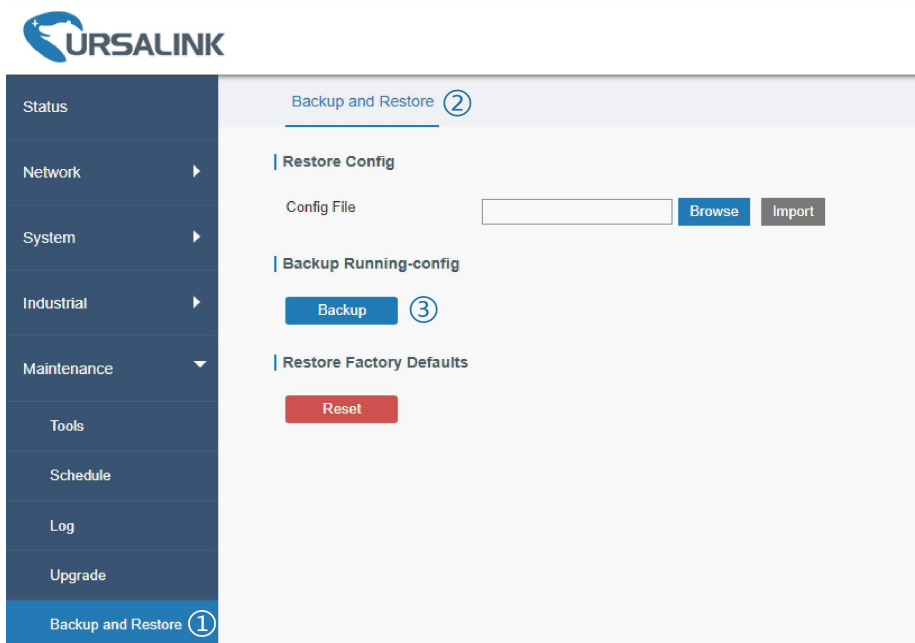 URSALINK
Status
Network
System
Industrial
Maintenance
Tools
Schedule
Log
Upgrade
Backup and Restore ①
Backup and Restore ②
Restore Config
Config File Browse Import
Backup Running-config
Backup ③
Restore Factory Defaults
Reset